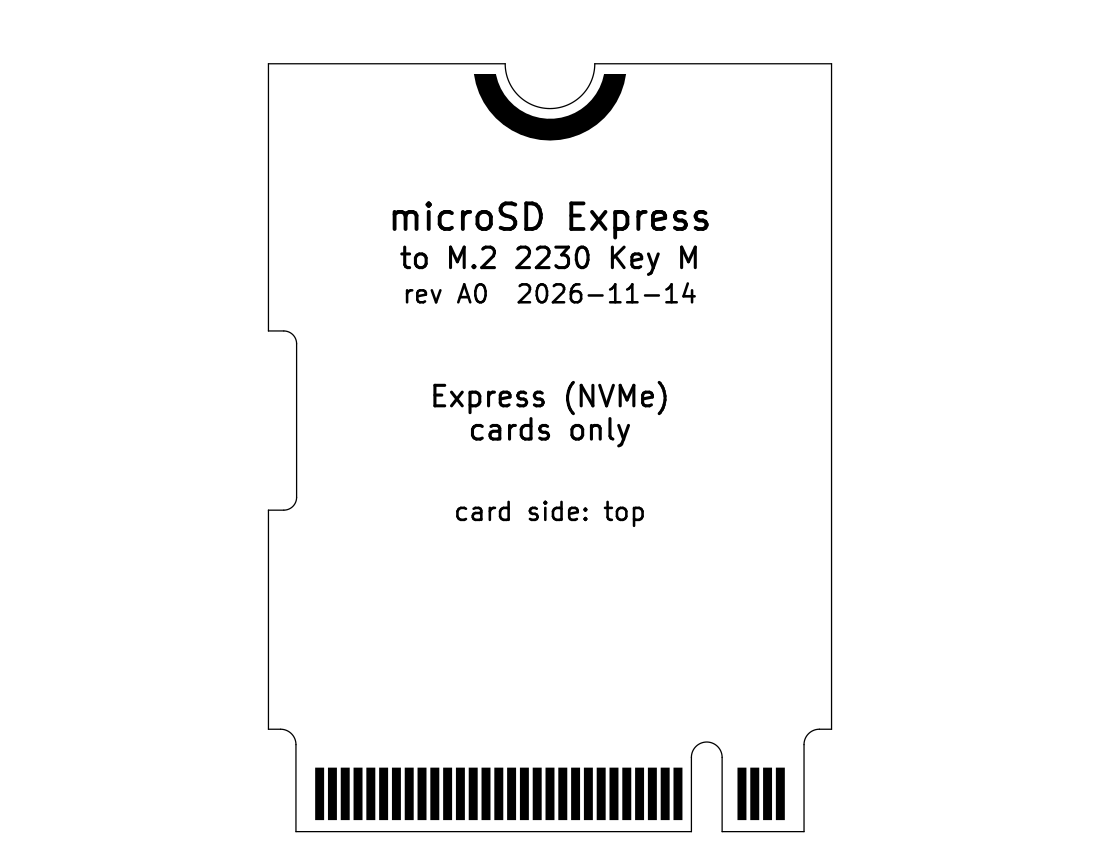 microSD Express
to M.2 2230 Key M
rev A0  2026-11-14
Express (NVMe)
cards only
card side: top